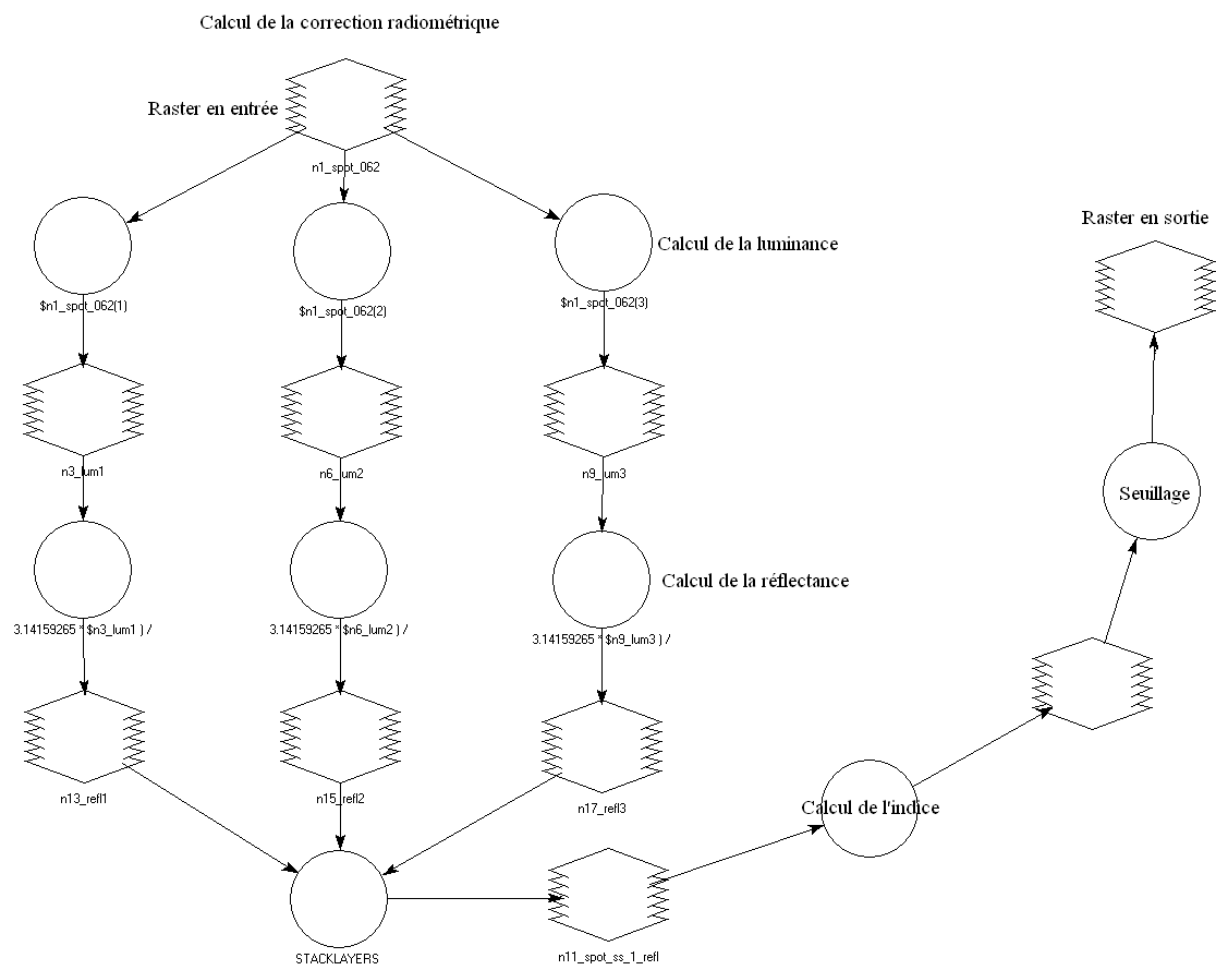 Calcul de la correction radiométrique
Raster en entrée
n1_spot_062
Raster en sortie
Calcul de la luminance
$n1_spot_062(1)
$n1_spot_062(2)
$n1_spot_062(3)
n3_lum1
n6_lum2
n9_lum3
Seuillage
Calcul de la réflectance
3.14159265 * $n3_lum1 ) /
3.14159265 * $n6_lum2 ) /
3.14159265 * $n9_lum3 ) /
n13_refl1
n15_refl2
n17_refl3
Calcul de l'indice
STACKLAYERS
n11_spot_ss_1_refl